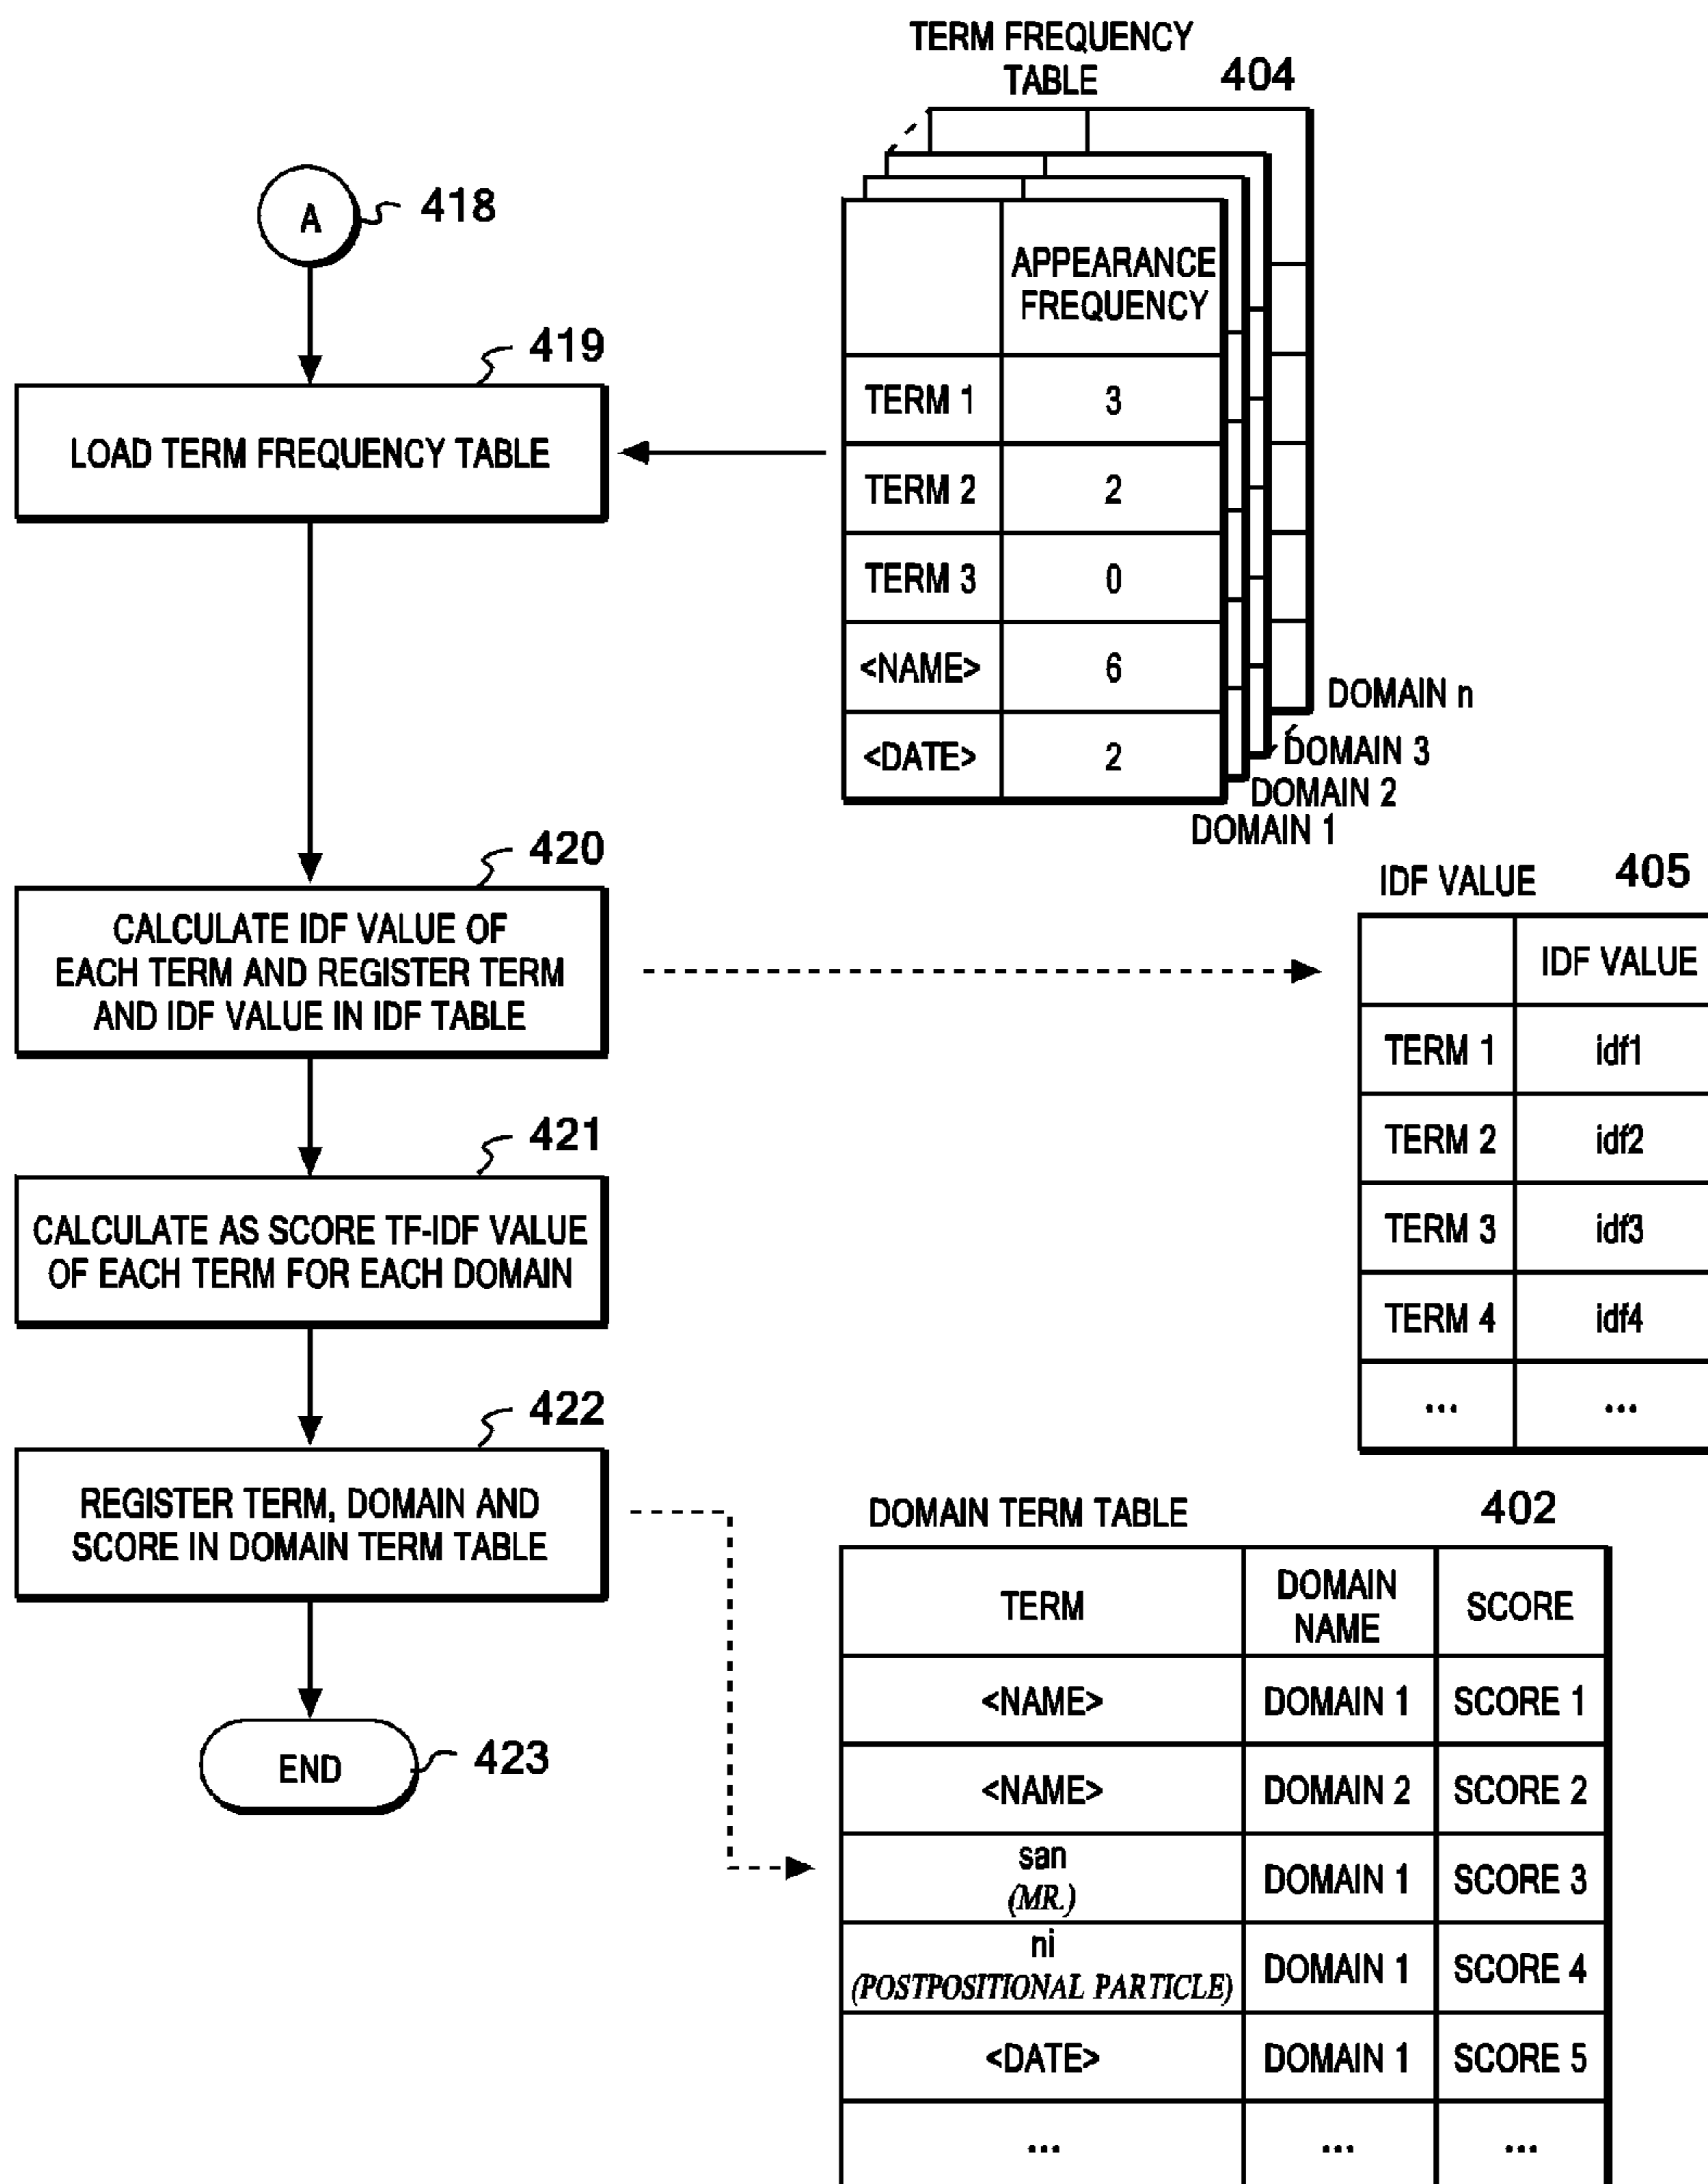 TERM FREQUENCY
TABLE
404
A
418
APPEARANCE
FREQUENCY
TERM 1
3
TERM 2
2
TERM 3
0
<NAME>
6
<DATE>
2
DOMAIN n
DOMAIN 3
DOMAIN 2
DOMAIN 1
419
LOAD TERM FREQUENCY TABLE
420
CALCULATE IDF VALUE OF
EACH TERM AND REGISTER TERM
AND IDF VALUE IN IDF TABLE
IDF VALUE
405
IDF VALUE
TERM 1
idf1
TERM 2
idf2
TERM 3
idf3
TERM 4
idf4
...
...
421
CALCULATE AS SCORE TF-IDF VALUE
OF EACH TERM FOR EACH DOMAIN
422
REGISTER TERM, DOMAIN AND
SCORE IN DOMAIN TERM TABLE
END
423
DOMAIN TERM TABLE
402
TERM
DOMAIN
NAME
SCORE
<NAME>
DOMAIN 1
SCORE 1
<NAME>
DOMAIN 2
SCORE 2
san
(MR.)
DOMAIN 1
SCORE 3
ni
(POSTPOSITIONAL PARTICLE)
DOMAIN 1
SCORE 4
<DATE>
DOMAIN 1
SCORE 5
...
...
...